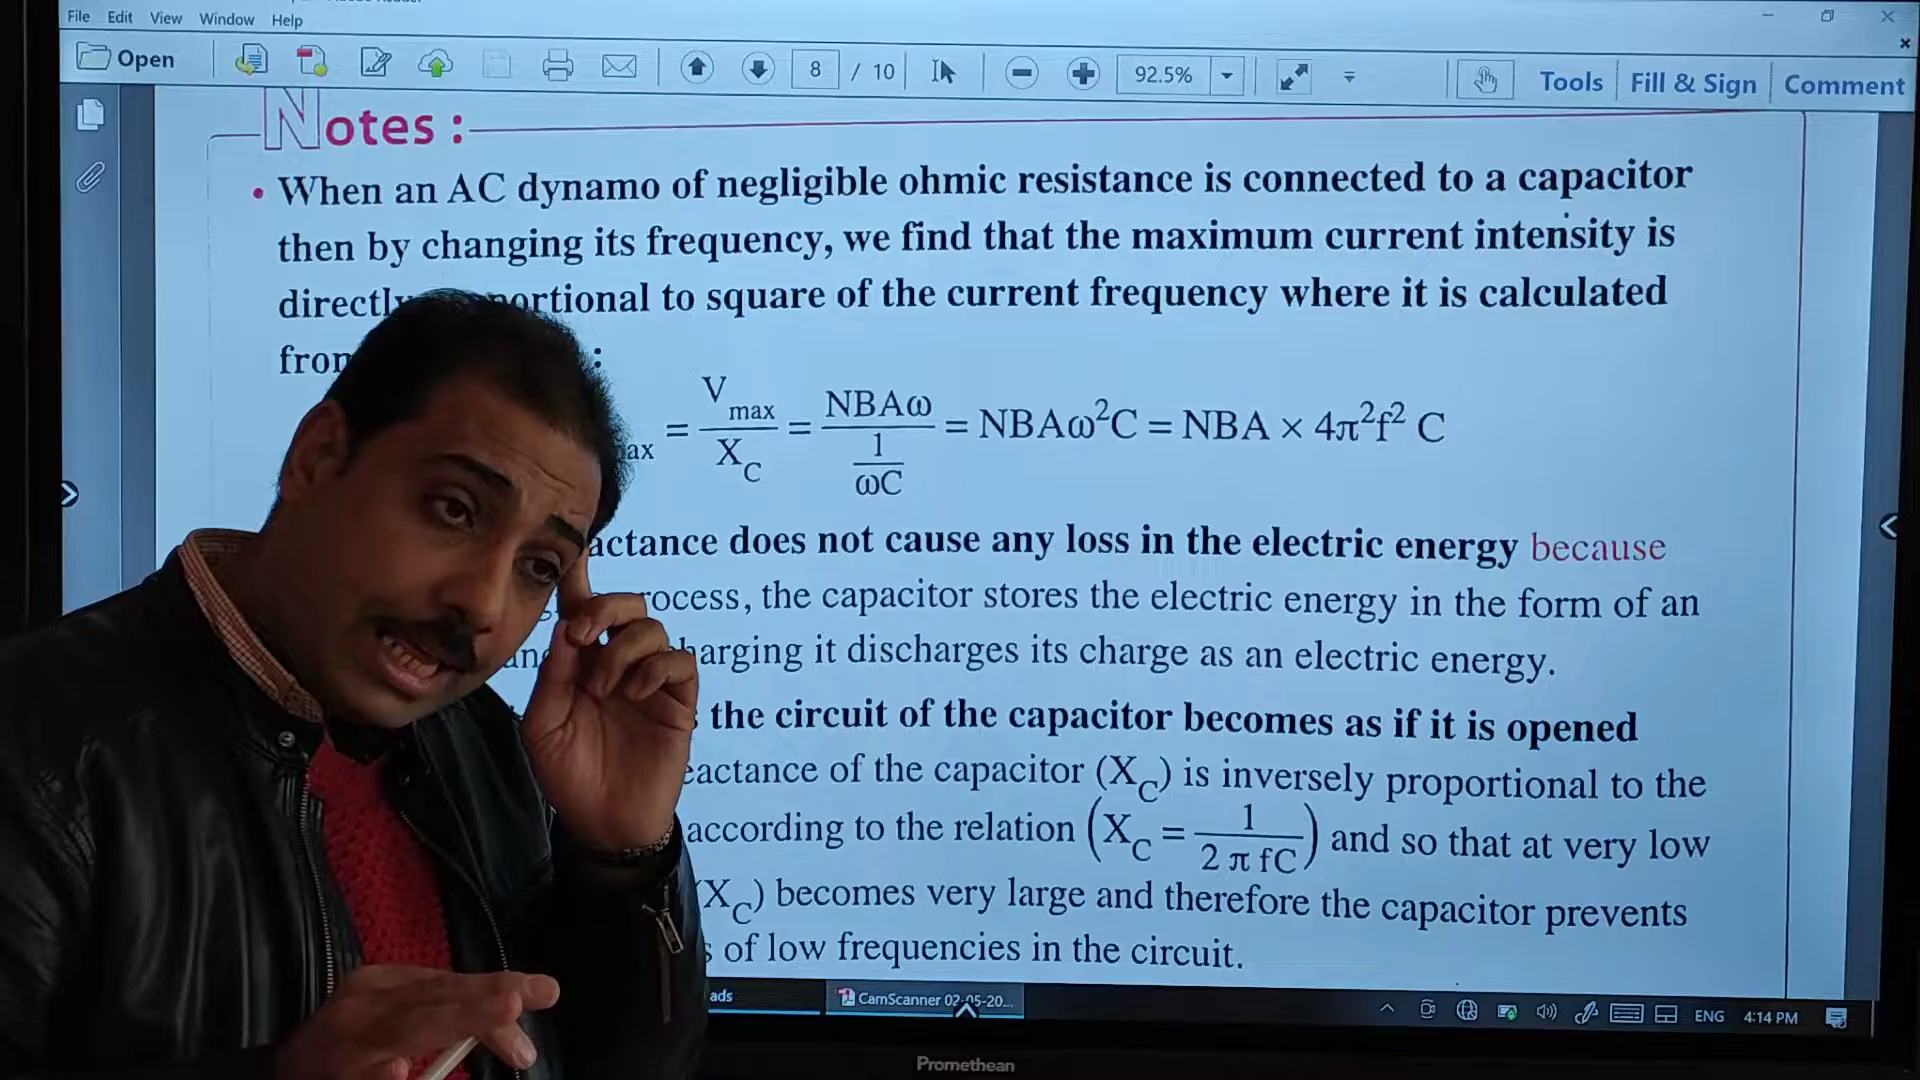 File Edit View Window Help
Open 8 / 10 92.5% Tools Fill & Sign Comment
Notes :
• When an AC dynamo of negligible ohmic resistance is connected to a capacitor
then by changing its frequency, we find that the maximum current intensity is
directly portional to square of the current frequency where it is calculated
from :
ax = V max / X C = NBAω / (1 / ωC) = NBAω²C = NBA × 4π²f² C
actance does not cause any loss in the electric energy because
rocess, the capacitor stores the electric energy in the form of an
harging it discharges its charge as an electric energy.
the circuit of the capacitor becomes as if it is opened
eactance of the capacitor (X C) is inversely proportional to the
according to the relation (X C = 1 / 2 π fC) and so that at very low
(X C) becomes very large and therefore the capacitor prevents
s of low frequencies in the circuit.
ads CamScanner 02-05-20... ENG 4:14 PM
Promethean